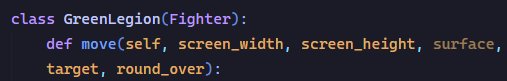 class GreenLegion(Fighter):
    def move(self, screen_width, screen_height, surface,
    target, round_over):